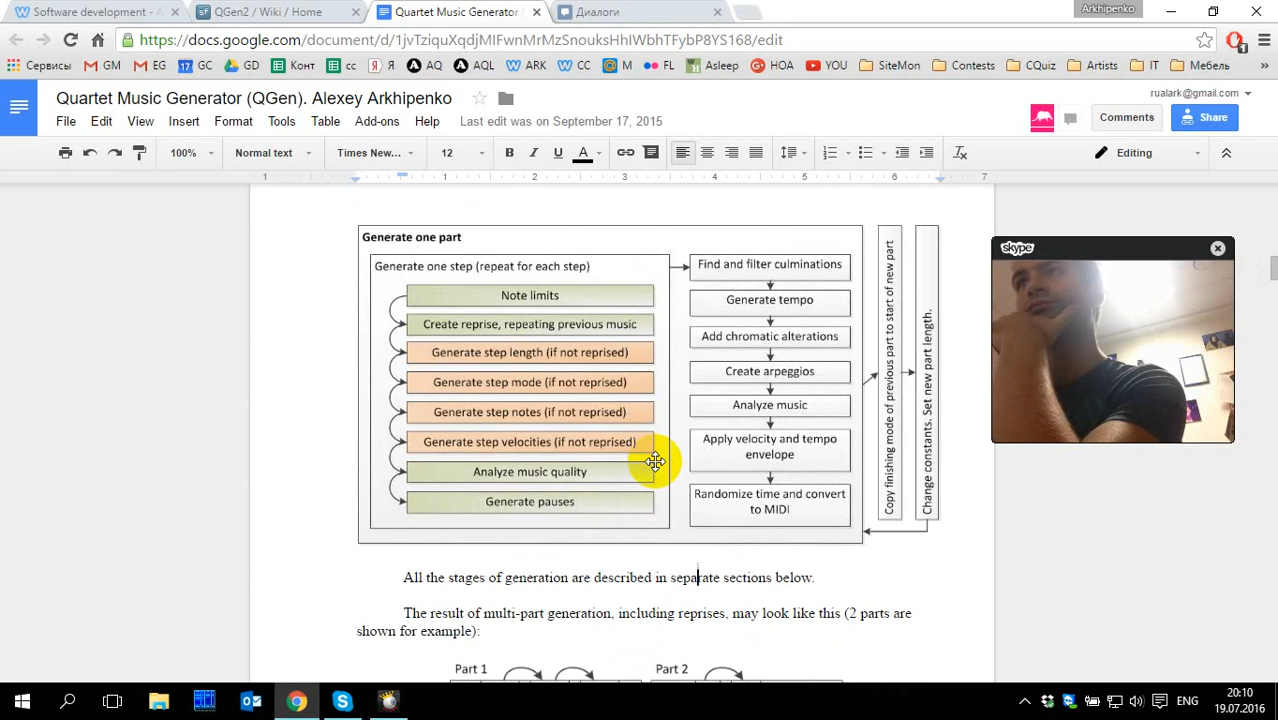 Software development - A
QGen2 / Wiki / Home
Quartet Music Generator
Диалоги
Arkhipenko
https://docs.google.com/document/d/1jvTziquXqdjMIFwnMrMzSnouksHhIWbhTFybP8YS168/edit
Сервисы
GM
EG
GC
GD
Конт
сс
Я
AQ
AQL
ARK
CC
M
FL
Asleep
HOA
YOU
SiteMon
Contests
CQuiz
Artists
IT
Мебель
Quartet Music Generator (QGen). Alexey Arkhipenko
rualark@gmail.com
Comments
Share
File Edit View Insert Format Tools Table Add-ons Help Last edit was on September 17, 2015
100% Normal text Times New... 12 B I U A Editing
1 1 2 3 4 5 6 7
Generate one part
Generate one step (repeat for each step)
Note limits
Create reprise, repeating previous music
Generate step length (if not reprised)
Generate step mode (if not reprised)
Generate step notes (if not reprised)
Generate step velocities (if not reprised)
Analyze music quality
Generate pauses
Find and filter culminations
Generate tempo
Add chromatic alterations
Create arpeggios
Analyze music
Apply velocity and tempo
envelope
Randomize time and convert
to MIDI
Copy finishing mode of previous part to start of new part
Change constants. Set new part length.
skype
All the stages of generation are described in separate sections below.
The result of multi-part generation, including reprises, may look like this (2 parts are
shown for example):
Part 1
Part 2
ENG
20:10
19.07.2016